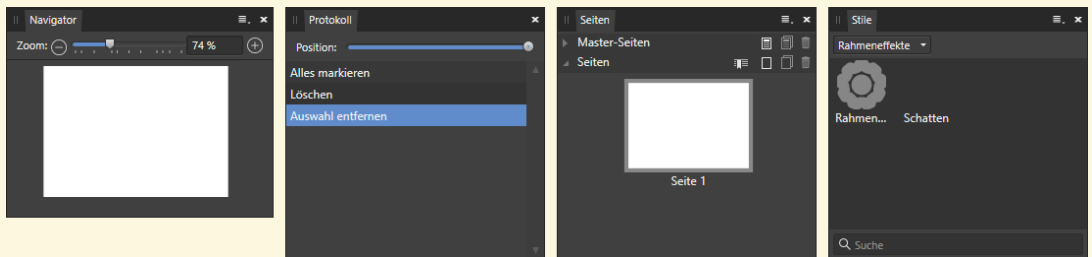 Navigator
Zoom: 74 %
Protokoll
Position:
Alles markieren
Löschen
Auswahl entfernen
Seiten
Master-Seiten
Seiten
Seite 1
Stile
Rahmeneffekte
Rahmen... Schatten
Suche